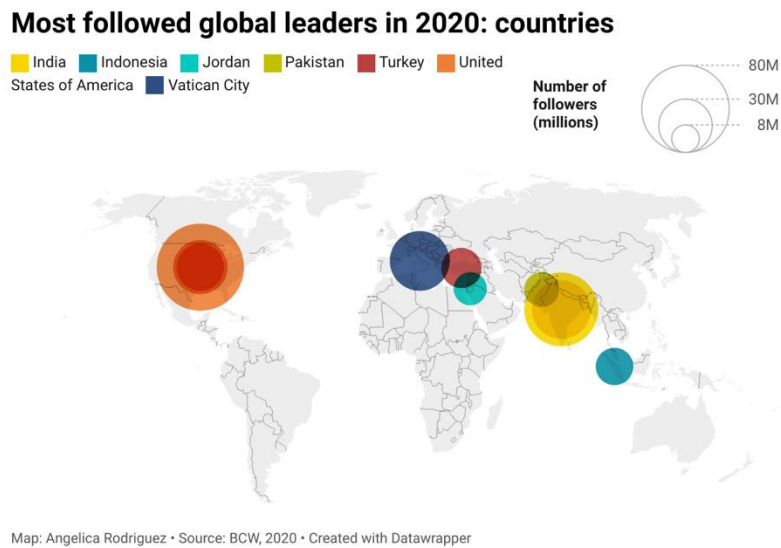 Most followed global leaders in 2020: countries
India Indonesia Jordan Pakistan Turkey United
States of America Vatican City
Number of
followers
(millions)
80M
30M
8M
Map: Angelica Rodriguez • Source: BCW, 2020 • Created with Datawrapper